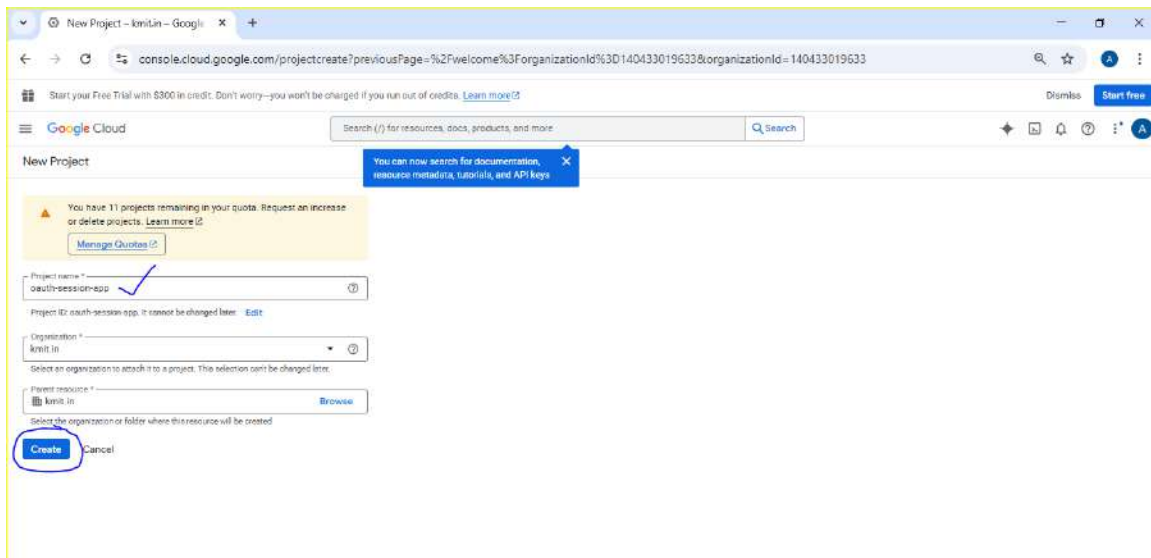 New Project – kmit.in – Googl
console.cloud.google.com/projectcreate?previousPage=%2Fwelcome%3ForganizationId%3D140433019633&organizationId=140433019633
A
Start your Free Trial with $300 in credit. Don't worry—you won't be charged if you run out of credits. Learn more
Dismiss
Start free
Google Cloud
Search (/) for resources, docs, products, and more
Search
A
New Project
You can now search for documentation,
resource metadata, tutorials, and API keys
You have 11 projects remaining in your quota. Request an increase
or delete projects. Learn more
Manage Quotas
Project name *
oauth-session-app
Project ID: oauth-session-app. It cannot be changed later. Edit
Organization *
kmit.in
Select an organization to attach it to a project. This selection can't be changed later.
Parent resource *
kmit.in
Browse
Select the organization or folder where this resource will be created
Create
Cancel